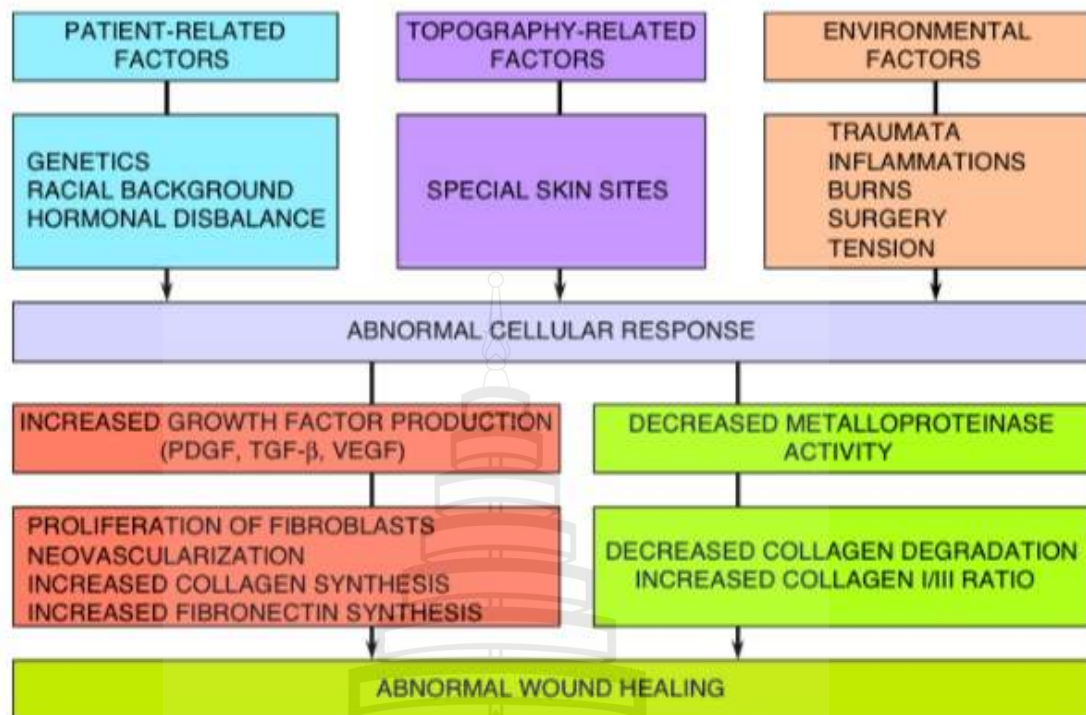 PATIENT-RELATED
FACTORS
TOPOGRAPHY-RELATED
FACTORS
ENVIRONMENTAL
FACTORS
GENETICS
RACIAL BACKGROUND
HORMONAL DISBALANCE
SPECIAL SKIN SITES
TRAUMATA
INFLAMMATIONS
BURNS
SURGERY
TENSION
ABNORMAL CELLULAR RESPONSE
INCREASED GROWTH FACTOR PRODUCTION
(PDGF, TGF-β, VEGF)
DECREASED METALLOPROTEINASE
ACTIVITY
PROLIFERATION OF FIBROBLASTS
NEOVASCULARIZATION
INCREASED COLLAGEN SYNTHESIS
INCREASED FIBRONECTIN SYNTHESIS
DECREASED COLLAGEN DEGRADATION
INCREASED COLLAGEN I/III RATIO
ABNORMAL WOUND HEALING